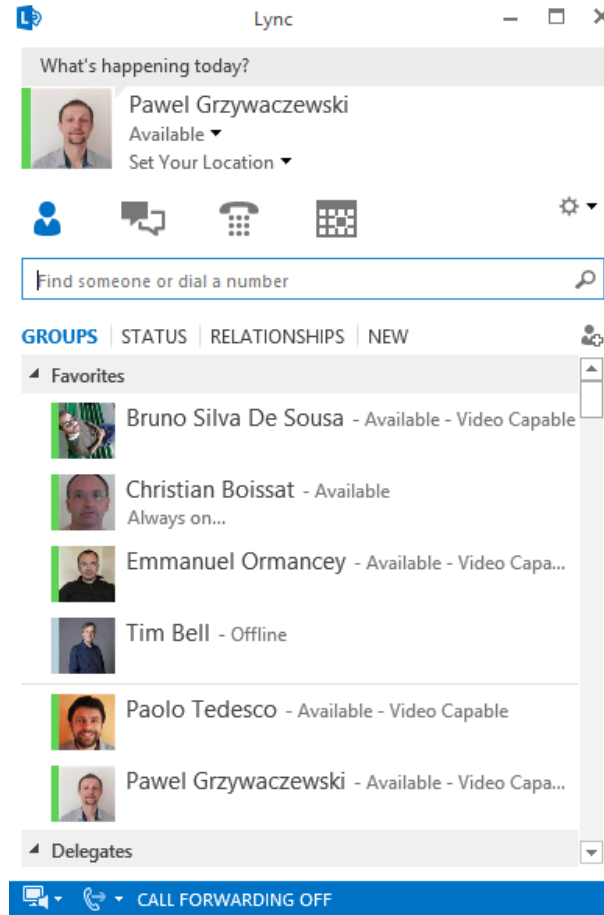 Lync
What's happening today?
Pawel Grzywaczewski
Available
Set Your Location
Find someone or dial a number
GROUPS STATUS RELATIONSHIPS NEW
Favorites
Bruno Silva De Sousa - Available - Video Capable
Christian Boissat - Available
Always on...
Emmanuel Ormancey - Available - Video Capa...
Tim Bell - Offline
Paolo Tedesco - Available - Video Capable
Pawel Grzywaczewski - Available - Video Capa...
Delegates
CALL FORWARDING OFF